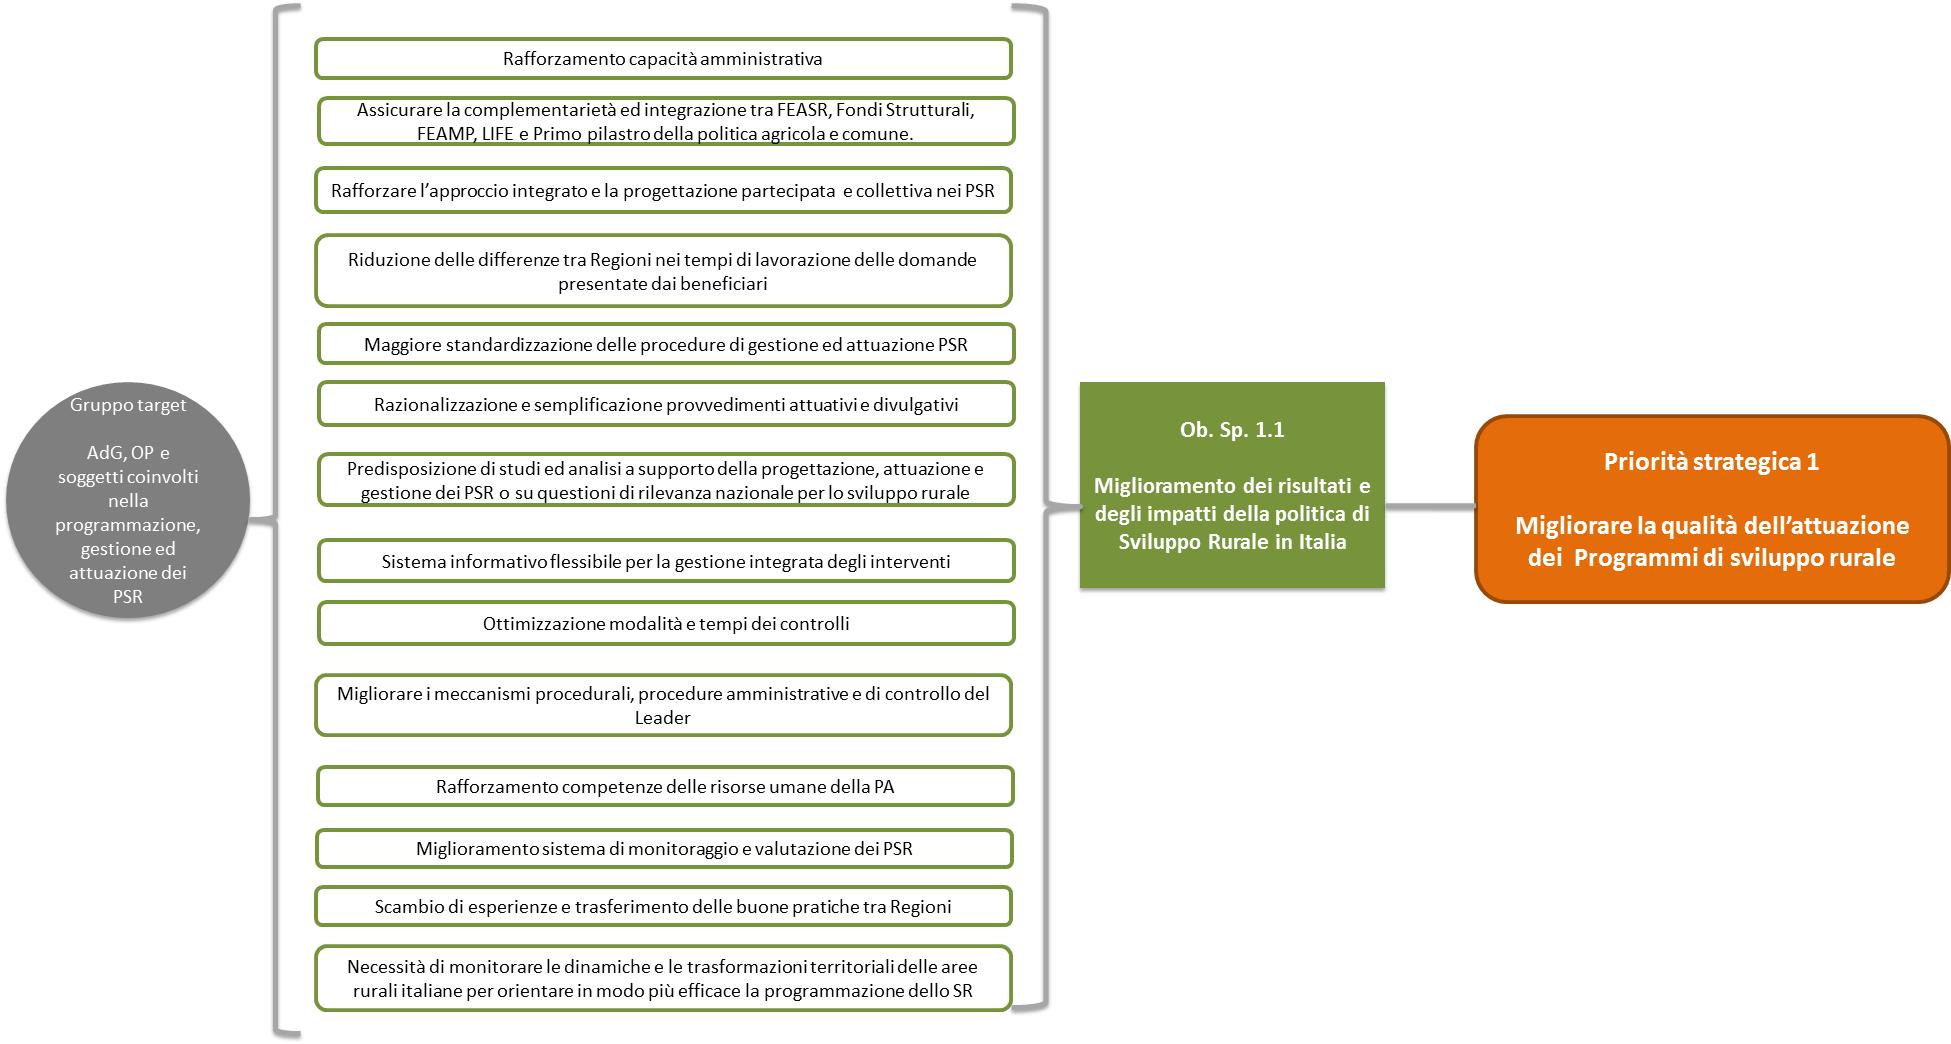 Gruppo target
AdG, OP e
soggetti coinvolti
nella
programmazione,
gestione ed
attuazione dei
PSR
Rafforzamento capacità amministrativa
Assicurare la complementarietà ed integrazione tra FEASR, Fondi Strutturali,
FEAMP, LIFE e Primo pilastro della politica agricola e comune.
Rafforzare l’approccio integrato e la progettazione partecipata e collettiva nei PSR
Riduzione delle differenze tra Regioni nei tempi di lavorazione delle domande
presentate dai beneficiari
Maggiore standardizzazione delle procedure di gestione ed attuazione PSR
Razionalizzazione e semplificazione provvedimenti attuativi e divulgativi
Predisposizione di studi ed analisi a supporto della progettazione, attuazione e
gestione dei PSR o su questioni di rilevanza nazionale per lo sviluppo rurale
Sistema informativo flessibile per la gestione integrata degli interventi
Ottimizzazione modalità e tempi dei controlli
Migliorare i meccanismi procedurali, procedure amministrative e di controllo del
Leader
Rafforzamento competenze delle risorse umane della PA
Miglioramento sistema di monitoraggio e valutazione dei PSR
Scambio di esperienze e trasferimento delle buone pratiche tra Regioni
Necessità di monitorare le dinamiche e le trasformazioni territoriali delle aree
rurali italiane per orientare in modo più efficace la programmazione dello SR
Ob. Sp. 1.1
Miglioramento dei risultati e
degli impatti della politica di
Sviluppo Rurale in Italia
Priorità strategica 1
Migliorare la qualità dell’attuazione
dei Programmi di sviluppo rurale